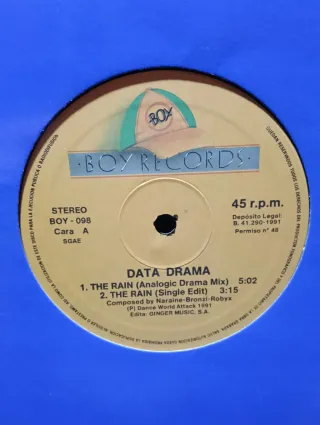 BOY
· BOY RECORDS ·
STEREO
BOY - 098
Cara A
SGAE
45 r.p.m.
Depósito Legal:
B. 41.290-1991
Permiso n° 48
DATA DRAMA
1. THE RAIN (Analogic Drama Mix) 5:02
2. THE RAIN (Single Edit) 3:15
Composed by Naraine-Bronzi-Robyx
(P) Dance World Attack 1991
Edita: GINGER MUSIC, S.A.